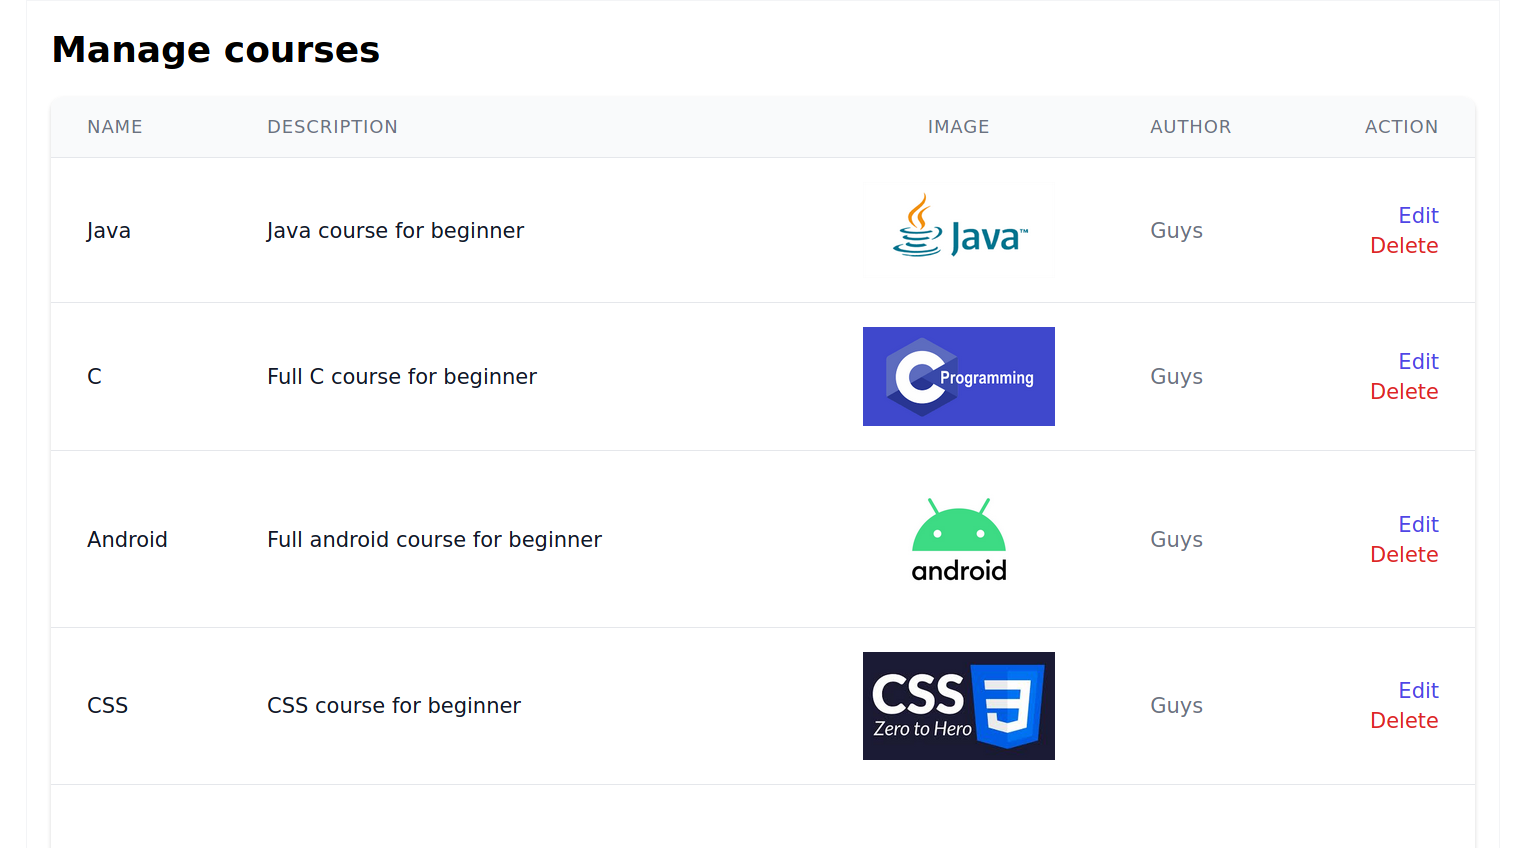 Manage courses
NAME DESCRIPTION IMAGE AUTHOR ACTION
Java Java course for beginner Java™ Guys Edit
Delete
C Full C course for beginner C Programming Guys Edit
Delete
Android Full android course for beginner android Guys Edit
Delete
CSS CSS course for beginner CSS 3 Guys Edit
Zero to Hero Delete